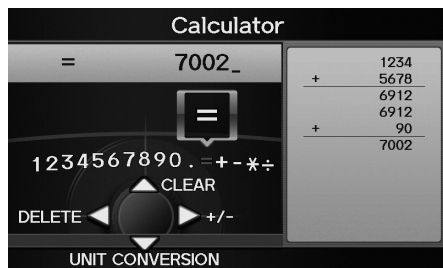 Calculator
= 7002_
=
1234567890.=+-*÷
CLEAR
DELETE
+/-
UNIT CONVERSION
1234
+ 5678
6912
6912
+ 90
7002